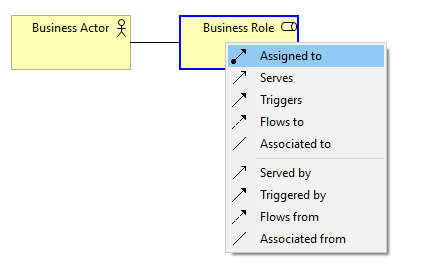 Business Actor
Business Role
Assigned to
Serves
Triggers
Flows to
Associated to
Served by
Triggered by
Flows from
Associated from